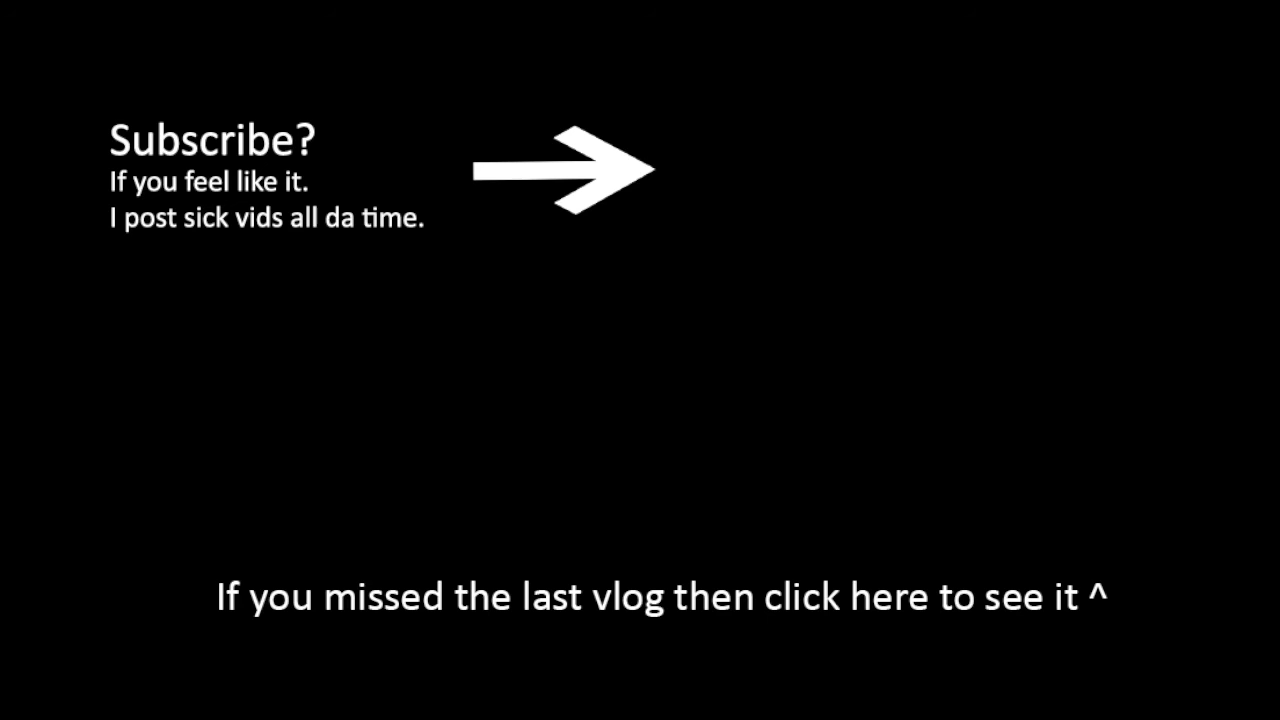 Subscribe?
If you feel like it.
I post sick vids all da time.
If you missed the last vlog then click here to see it ^